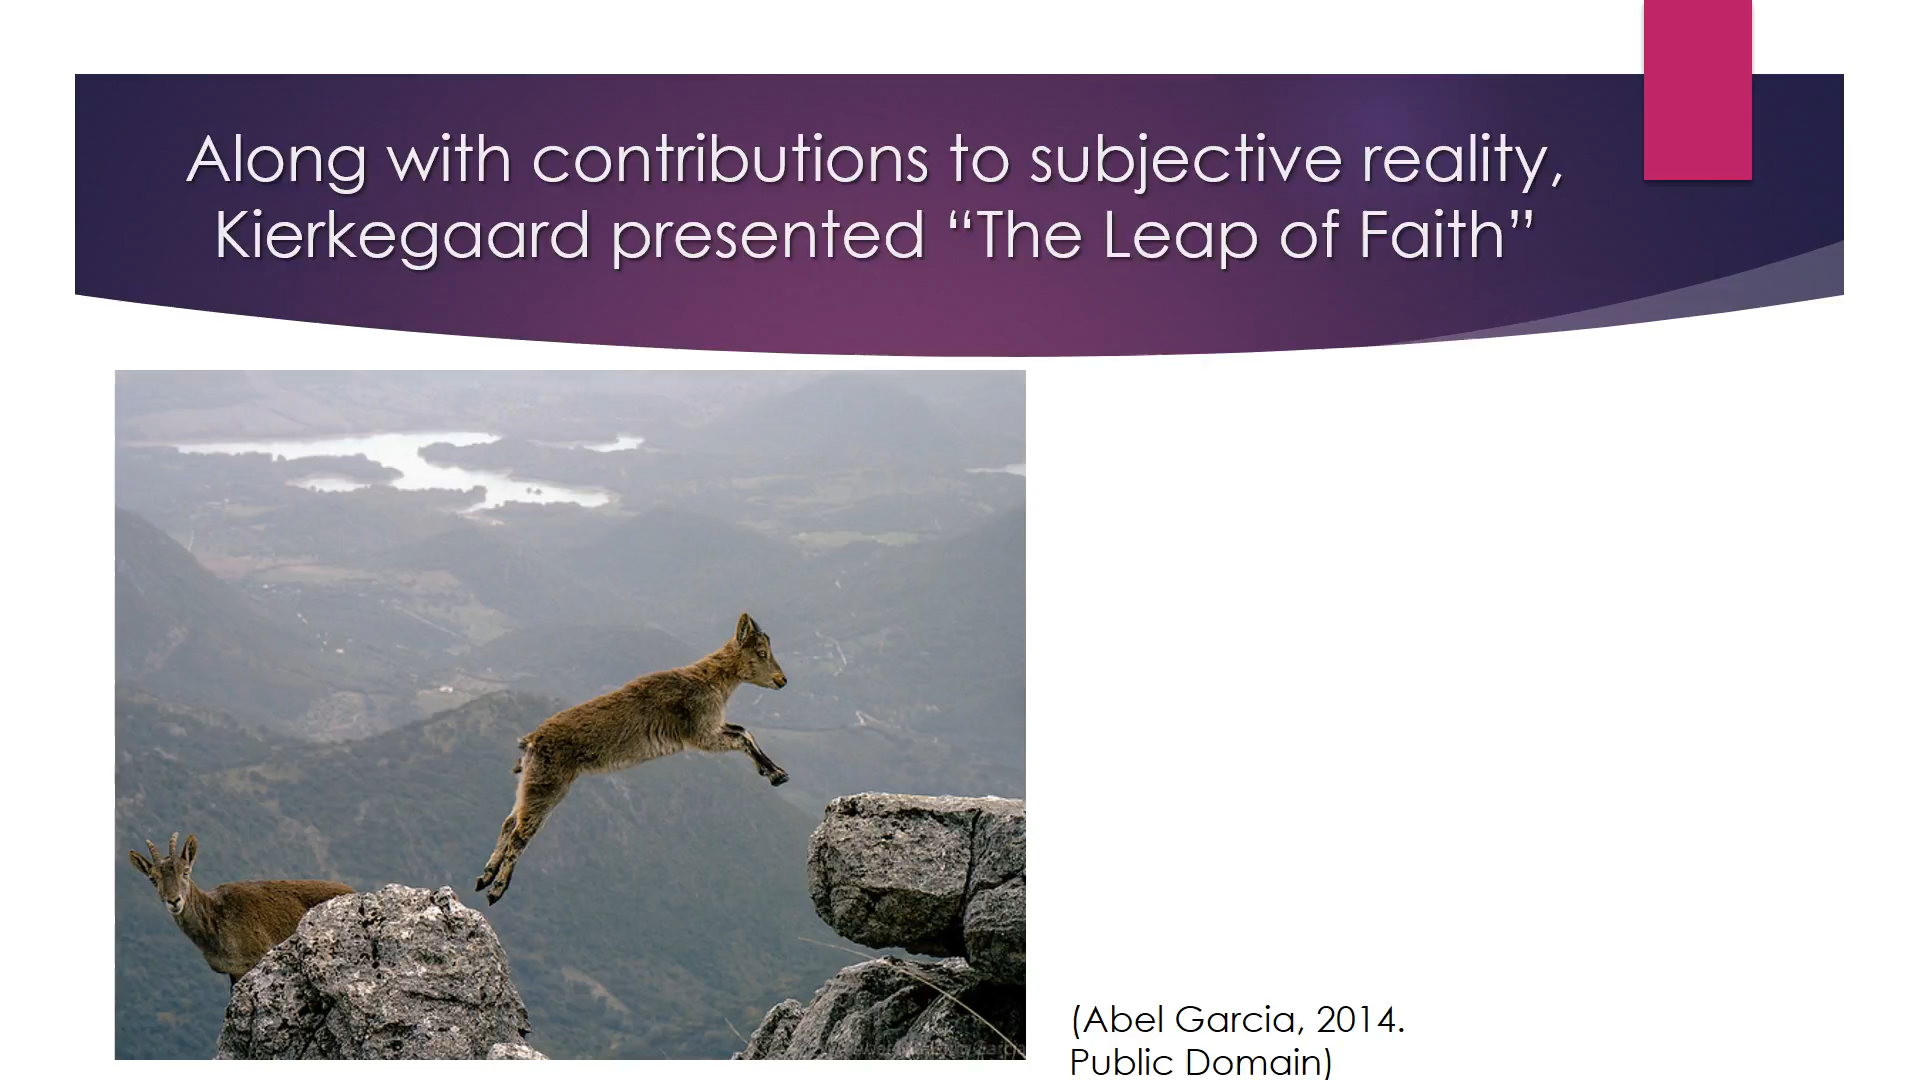 Along with contributions to subjective reality,
Kierkegaard presented “The Leap of Faith”
(Abel Garcia, 2014.
Public Domain)